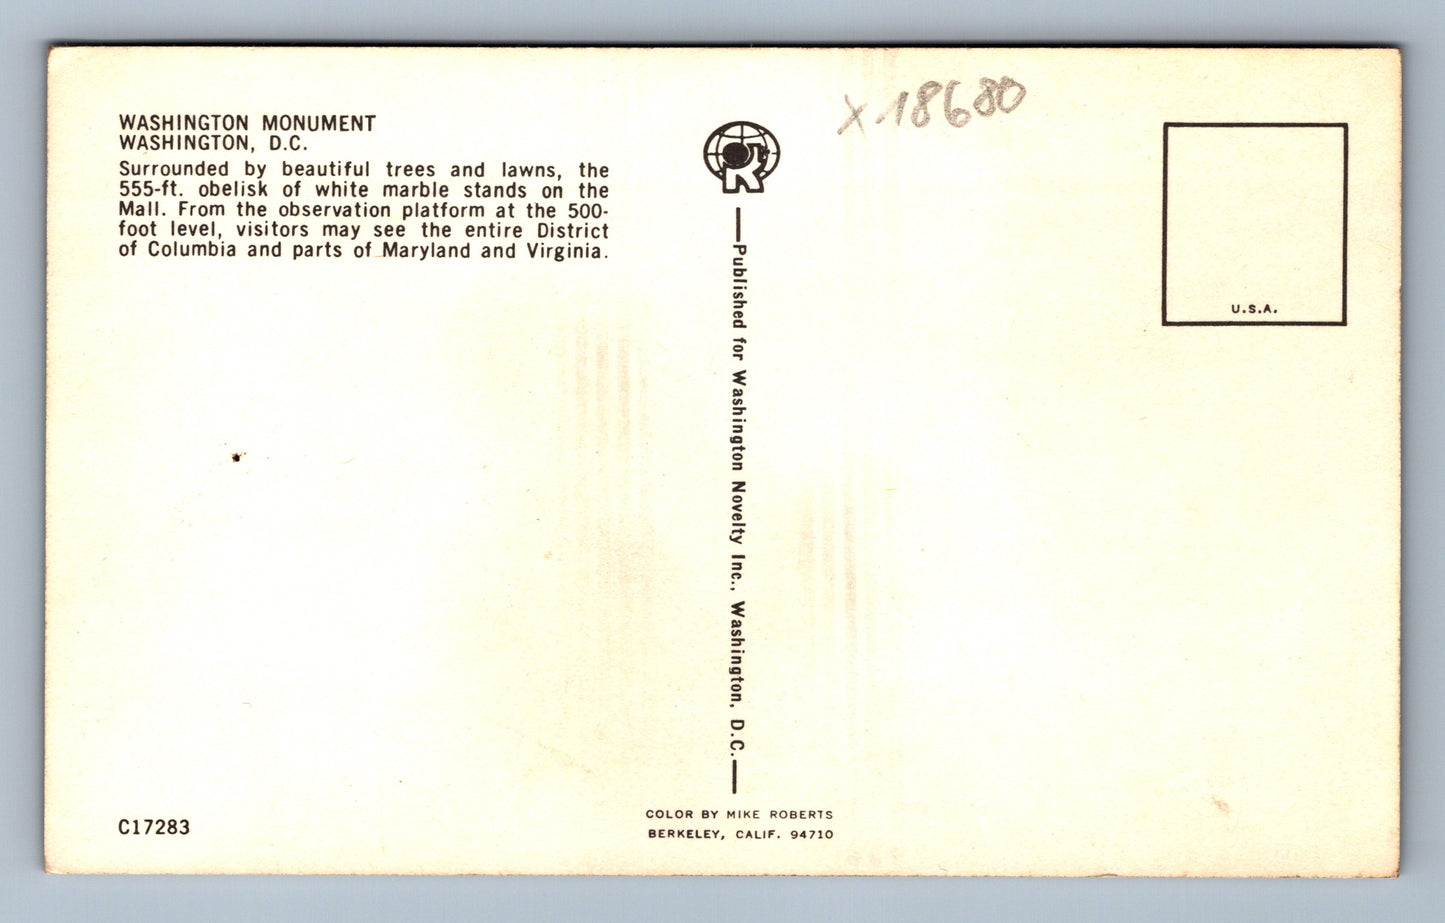 WASHINGTON MONUMENT
WASHINGTON, D.C.
Surrounded by beautiful trees and lawns, the
555-ft. obelisk of white marble stands on the
Mall. From the observation platform at the 500-
foot level, visitors may see the entire District
of Columbia and parts of Maryland and Virginia.
C17283
R
Published for Washington Novelty Inc., Washington, D.C.
COLOR BY MIKE ROBERTS
BERKELEY, CALIF. 94710
X 18680
U.S.A.